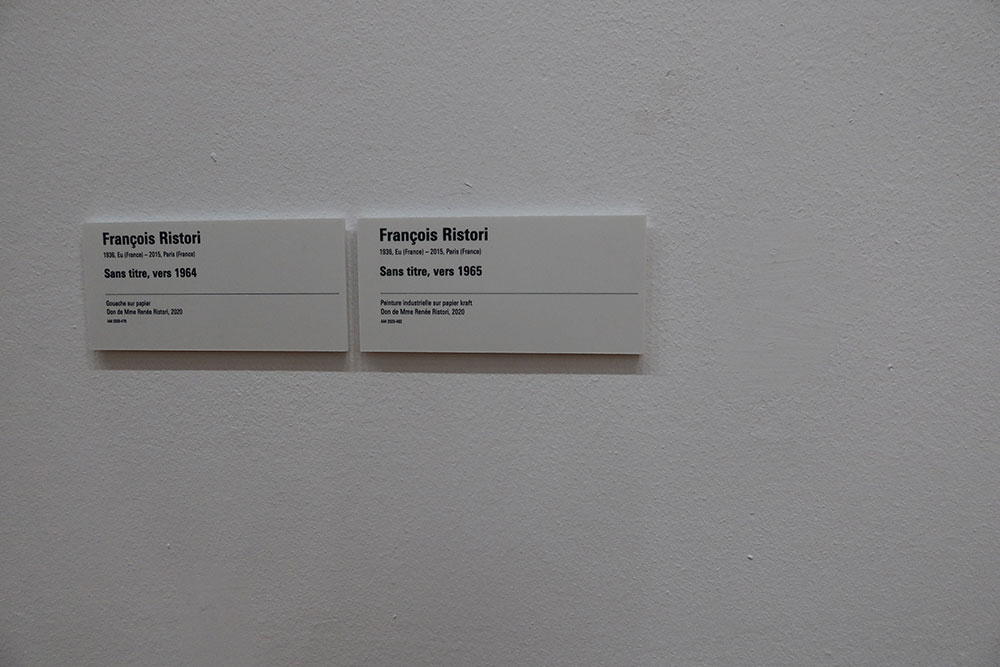 François Ristori
1936, Eu (France) – 2015, Paris (France)
Sans titre, vers 1964
Gouache sur papier
Don de Mme Renée Ristori, 2020
François Ristori
1936, Eu (France) – 2015, Paris (France)
Sans titre, vers 1965
Peinture industrielle sur papier kraft
Don de Mme Renée Ristori, 2020